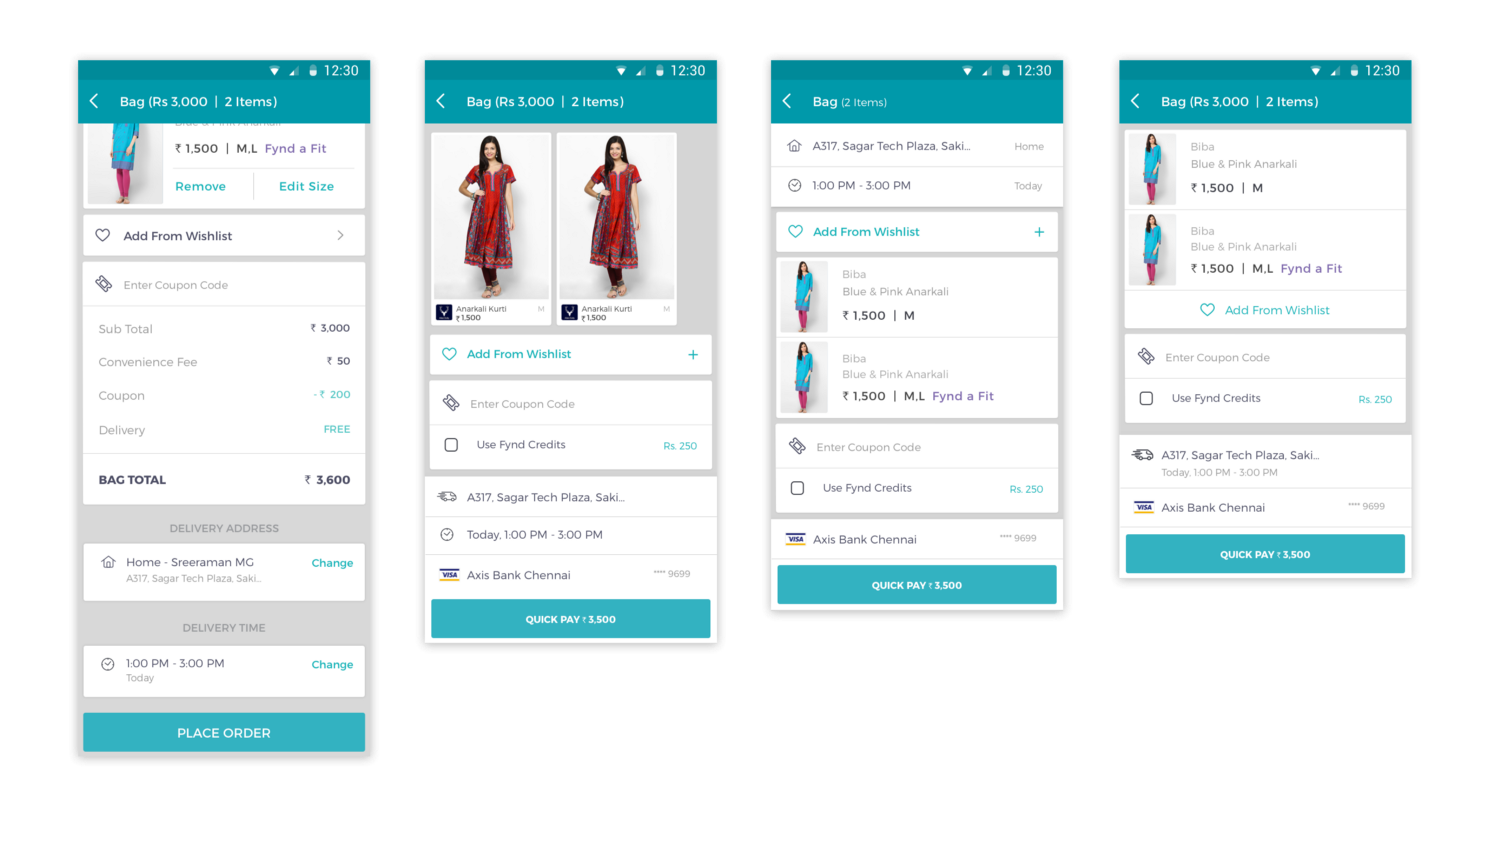 12:30
Bag (Rs 3,000 | 2 Items)
Blue & Pink Anarkali
₹ 1,500 | M,L Fynd a Fit
Remove Edit Size
Add From Wishlist
Enter Coupon Code
Sub Total ₹ 3,000
Convenience Fee ₹ 50
Coupon - ₹ 200
Delivery FREE
BAG TOTAL ₹ 3,600
DELIVERY ADDRESS
Home - Sreeraman MG Change
A317, Sagar Tech Plaza, Saki...
DELIVERY TIME
1:00 PM - 3:00 PM Change
Today
PLACE ORDER
12:30
Bag (Rs 3,000 | 2 Items)
Anarkali Kurti M
₹ 1,500
Anarkali Kurti M
₹ 1,500
Add From Wishlist +
Enter Coupon Code
Use Fynd Credits Rs. 250
A317, Sagar Tech Plaza, Saki...
Today, 1:00 PM - 3:00 PM
VISA Axis Bank Chennai **** 9699
QUICK PAY ₹ 3,500
12:30
Bag (2 Items)
A317, Sagar Tech Plaza, Saki... Home
1:00 PM - 3:00 PM Today
Add From Wishlist +
Biba
Blue & Pink Anarkali
₹ 1,500 | M
Biba
Blue & Pink Anarkali
₹ 1,500 | M,L Fynd a Fit
Enter Coupon Code
Use Fynd Credits Rs. 250
VISA Axis Bank Chennai **** 9699
QUICK PAY ₹ 3,500
12:30
Bag (Rs 3,000 | 2 Items)
Biba
Blue & Pink Anarkali
₹ 1,500 | M
Biba
Blue & Pink Anarkali
₹ 1,500 | M,L Fynd a Fit
Add From Wishlist
Enter Coupon Code
Use Fynd Credits Rs. 250
A317, Sagar Tech Plaza, Saki...
Today, 1:00 PM - 3:00 PM
VISA Axis Bank Chennai **** 9699
QUICK PAY ₹ 3,500